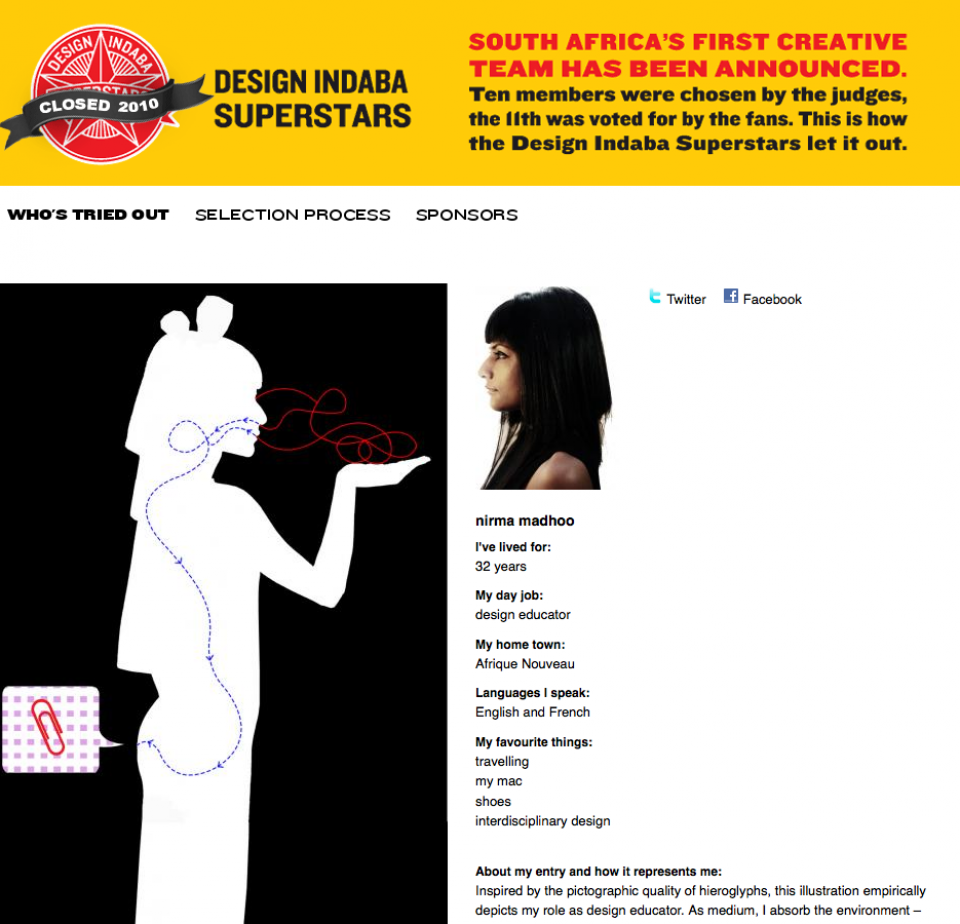 DESIGN INDABA
SUPERSTARS
CLOSED 2010
DESIGN INDABA
SUPERSTARS
SOUTH AFRICA'S FIRST CREATIVE
TEAM HAS BEEN ANNOUNCED.
Ten members were chosen by the judges,
the 11th was voted for by the fans. This is how
the Design Indaba Superstars let it out.
WHO'S TRIED OUT SELECTION PROCESS SPONSORS
Twitter Facebook
nirma madhoo
I've lived for:
32 years
My day job:
design educator
My home town:
Afrique Nouveau
Languages I speak:
English and French
My favourite things:
travelling
my mac
shoes
interdisciplinary design
About my entry and how it represents me:
Inspired by the pictographic quality of hieroglyphs, this illustration empirically
depicts my role as design educator. As medium, I absorb the environment –